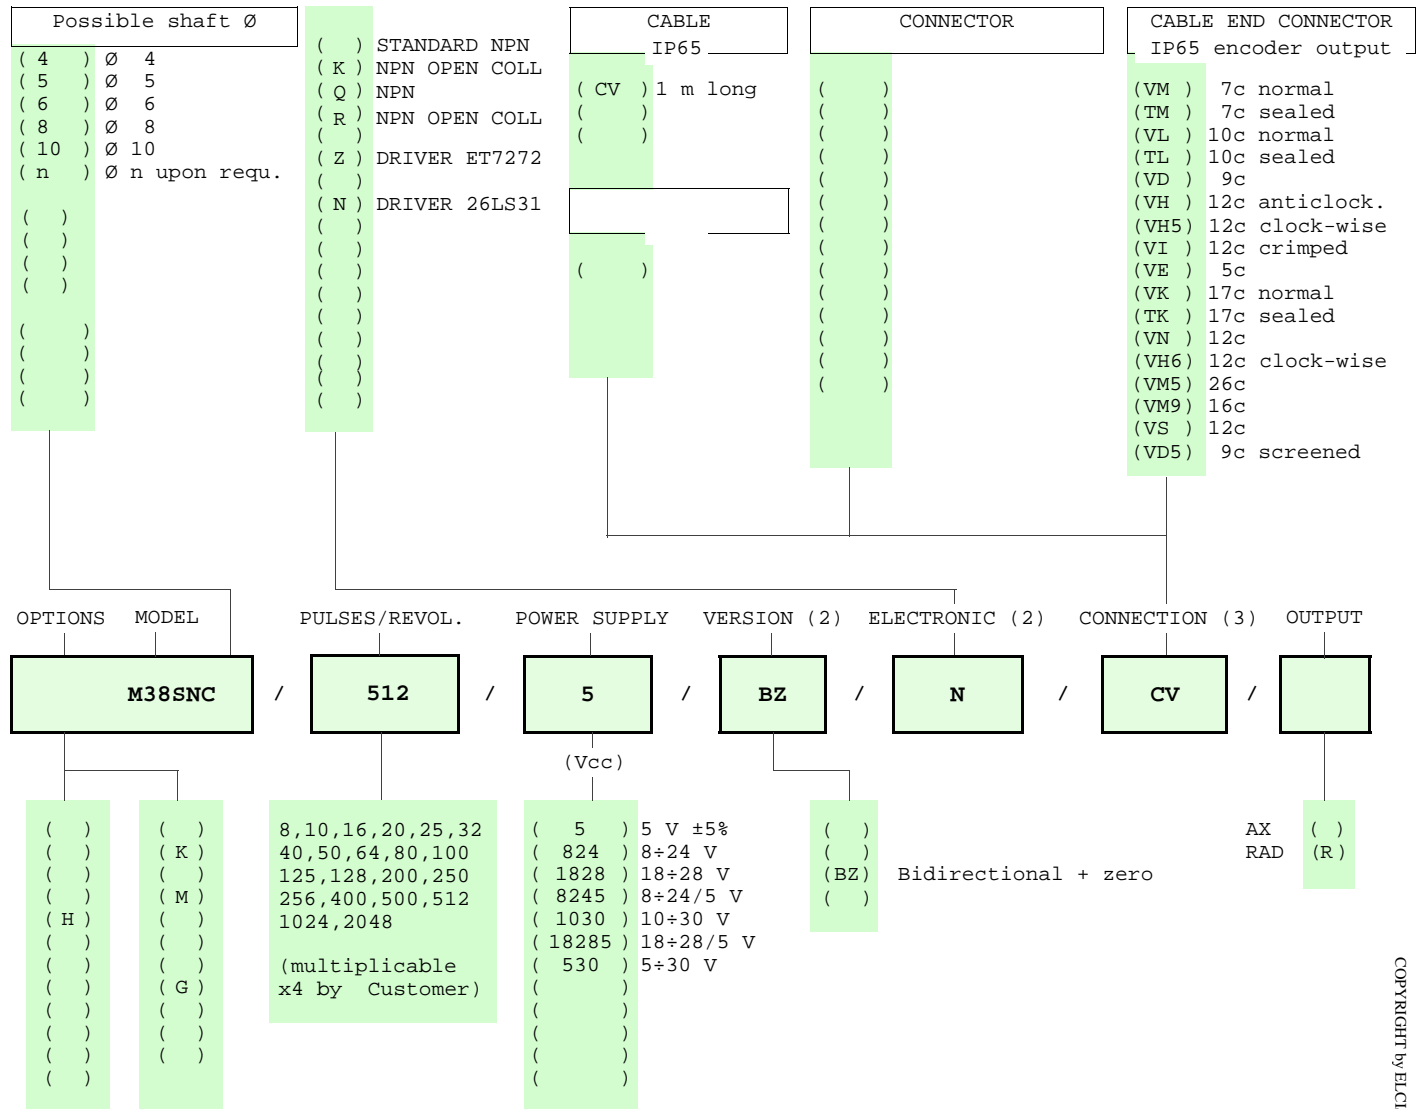 Possible shaft Ø
( 4 ) Ø 4
( 5 ) Ø 5
( 6 ) Ø 6
( 8 ) Ø 8
( 10 ) Ø 10
( n ) Ø n upon requ.
( )
( )
( )
( )
( )
( )
( )
( )
( ) STANDARD NPN
( K ) NPN OPEN COLL
( Q ) NPN
( R ) NPN OPEN COLL
( )
( Z ) DRIVER ET7272
( )
( N ) DRIVER 26LS31
( )
( )
( )
( )
( )
( )
( )
( )
( )
CABLE
IP65
( CV ) 1 m long
( )
( )
( )
CONNECTOR
( )
( )
( )
( )
( )
( )
( )
( )
( )
( )
( )
( )
( )
( )
CABLE END CONNECTOR
IP65 encoder output
(VM ) 7c normal
(TM ) 7c sealed
(VL ) 10c normal
(TL ) 10c sealed
(VD ) 9c
(VH ) 12c anticlock.
(VH5) 12c clock-wise
(VI ) 12c crimped
(VE ) 5c
(VK ) 17c normal
(TK ) 17c sealed
(VN ) 12c
(VH6) 12c clock-wise
(VM5) 26c
(VM9) 16c
(VS ) 12c
(VD5) 9c screened
OPTIONS MODEL PULSES/REVOL. POWER SUPPLY VERSION (2) ELECTRONIC (2) CONNECTION (3) OUTPUT
M38SNC / 512 / 5 / BZ / N / CV /
( )
( )
( )
( )
( H )
( )
( )
( )
( )
( )
( )
( )
( )
( K )
( )
( M )
( )
( )
( )
( G )
( )
( )
( )
8,10,16,20,25,32
40,50,64,80,100
125,128,200,250
256,400,500,512
1024,2048
(multiplicable
x4 by Customer)
(Vcc)
( 5 ) 5 V ±5%
( 824 ) 8÷24 V
( 1828 ) 18÷28 V
( 8245 ) 8÷24/5 V
( 1030 ) 10÷30 V
( 18285 ) 18÷28/5 V
( 530 ) 5÷30 V
( )
( )
( )
( )
( )
( )
( )
(BZ) Bidirectional + zero
( )
AX ( )
RAD (R)
COPYRIGHT by ELCI